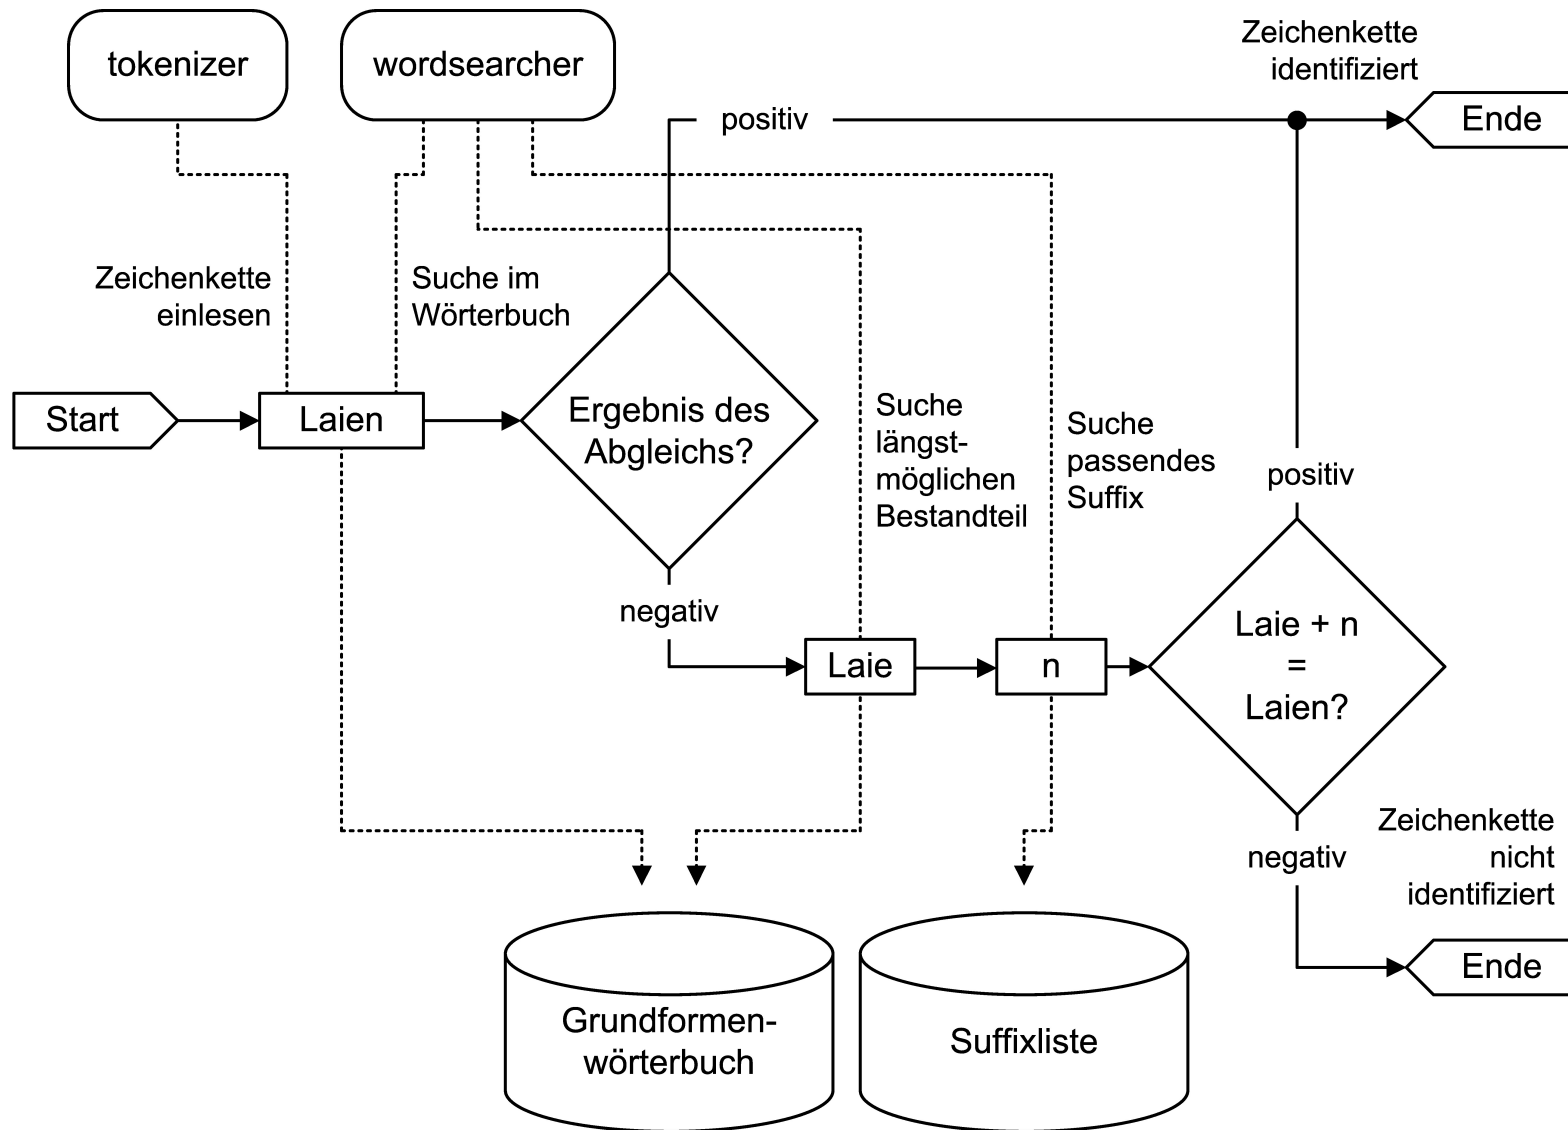 tokenizer
wordsearcher
Zeichenkette
identifiziert
positiv
Ende
Zeichenkette
einlesen
Suche im
Wörterbuch
Start
Laien
Ergebnis des
Abgleichs?
Suche
längst-
möglichen
Bestandteil
Suche
passendes
Suffix
positiv
negativ
Laie
n
Laie + n
=
Laien?
negativ
Zeichenkette
nicht
identifiziert
Ende
Grundformen-
wörterbuch
Suffixliste